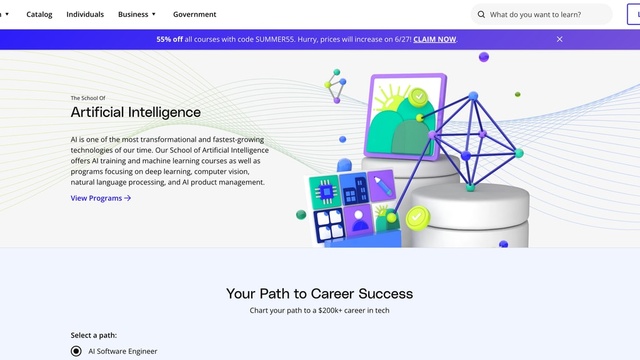 Catalog Individuals Business Government What do you want to learn?
55% off all courses with code SUMMER55. Hurry, prices will increase on 6/27! CLAIM NOW.
The School Of
Artificial Intelligence
AI is one of the most transformational and fastest-growing
technologies of our time. Our School of Artificial Intelligence
offers AI training and machine learning courses as well as
programs focusing on deep learning, computer vision,
natural language processing, and AI product management.
View Programs →
Your Path to Career Success
Chart your path to a $200k+ career in tech
Select a path:
AI Software Engineer